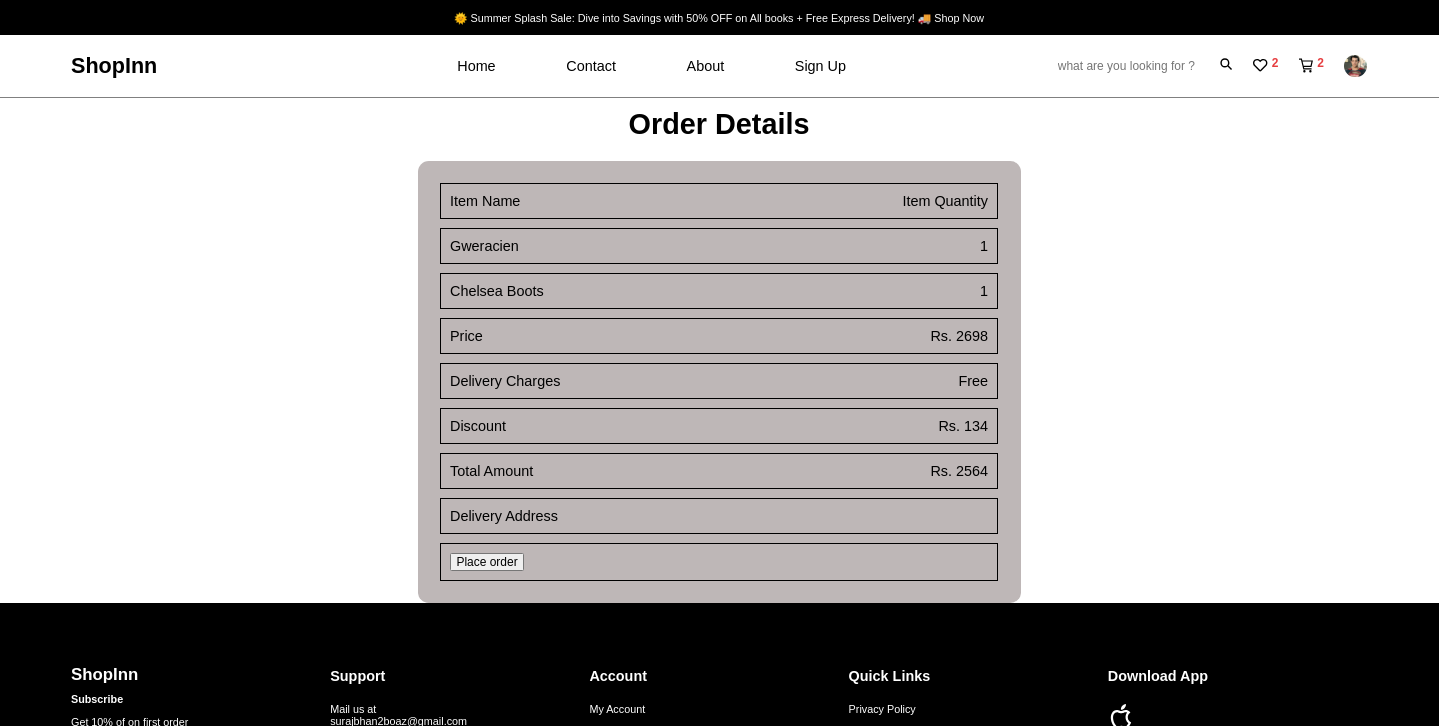 🌞 Summer Splash Sale: Dive into Savings with 50% OFF on All books + Free Express Delivery! 🚚 Shop Now
ShopInn Home Contact About Sign Up what are you looking for ? 2 2
Order Details
Item Name Item Quantity
Gweracien 1
Chelsea Boots 1
Price Rs. 2698
Delivery Charges Free
Discount Rs. 134
Total Amount Rs. 2564
Delivery Address
Place order
ShopInn Support Account Quick Links Download App
Subscribe
Mail us at My Account Privacy Policy
Get 10% of on first order surajbhan2boaz@gmail.com